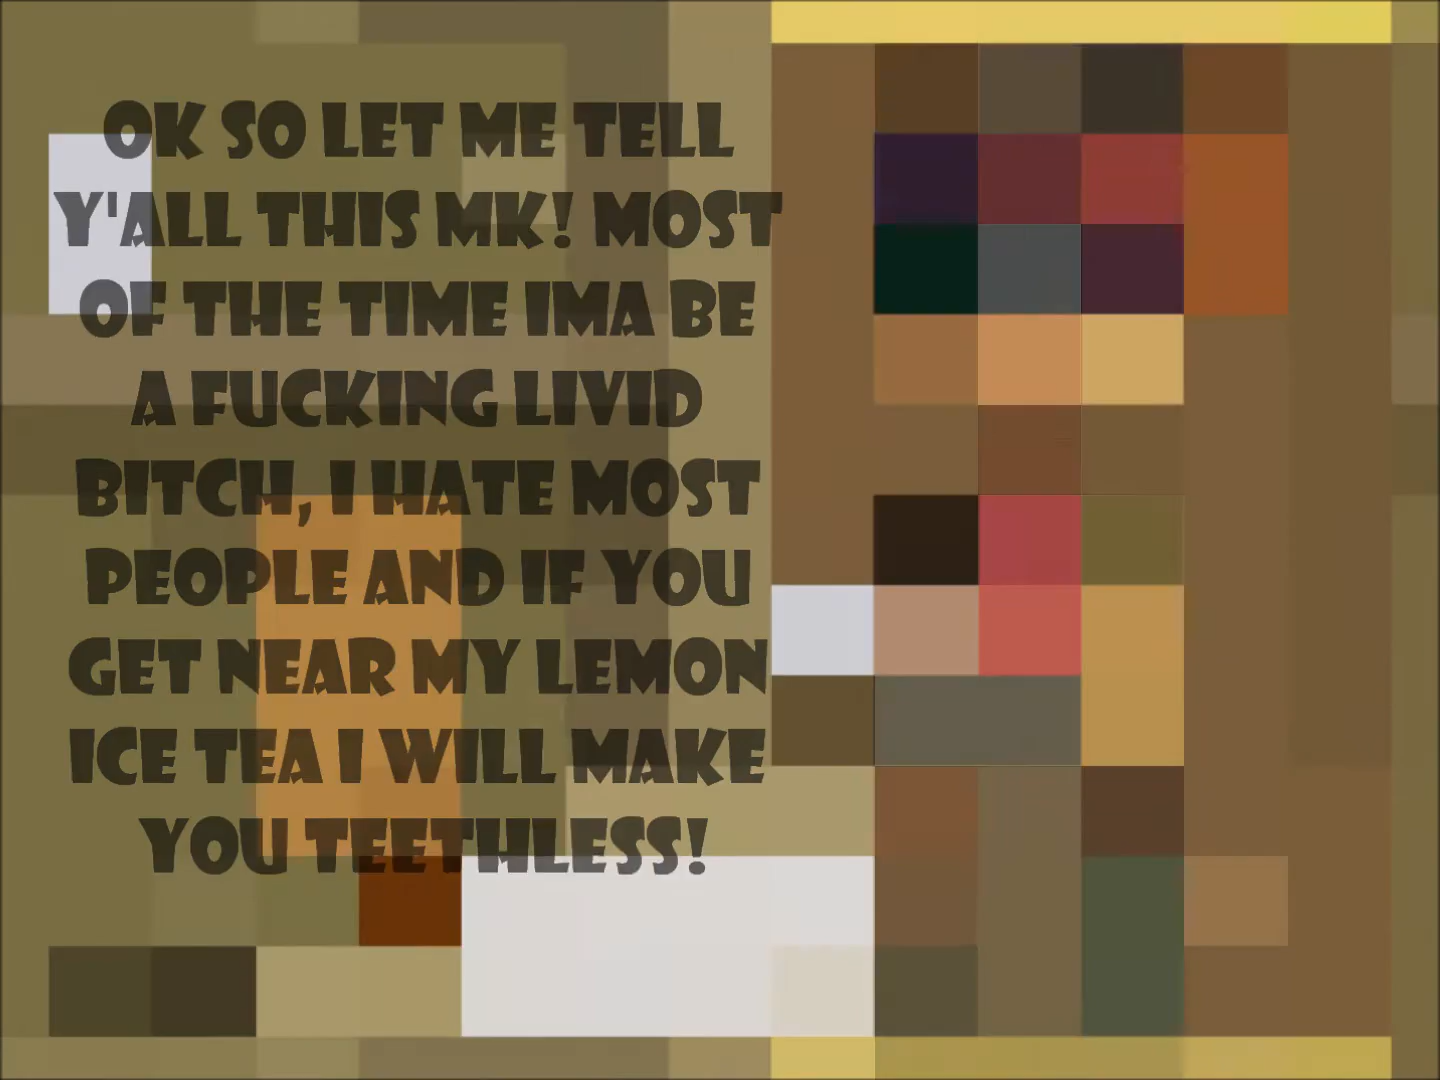 OK SO LET ME TELL
Y'ALL THIS MK! MOST
OF THE TIME IMA BE
A FUCKING LIVID
BITCH, I HATE MOST
PEOPLE AND IF YOU
GET NEAR MY LEMON
ICE TEA I WILL MAKE
YOU TEETHLESS!